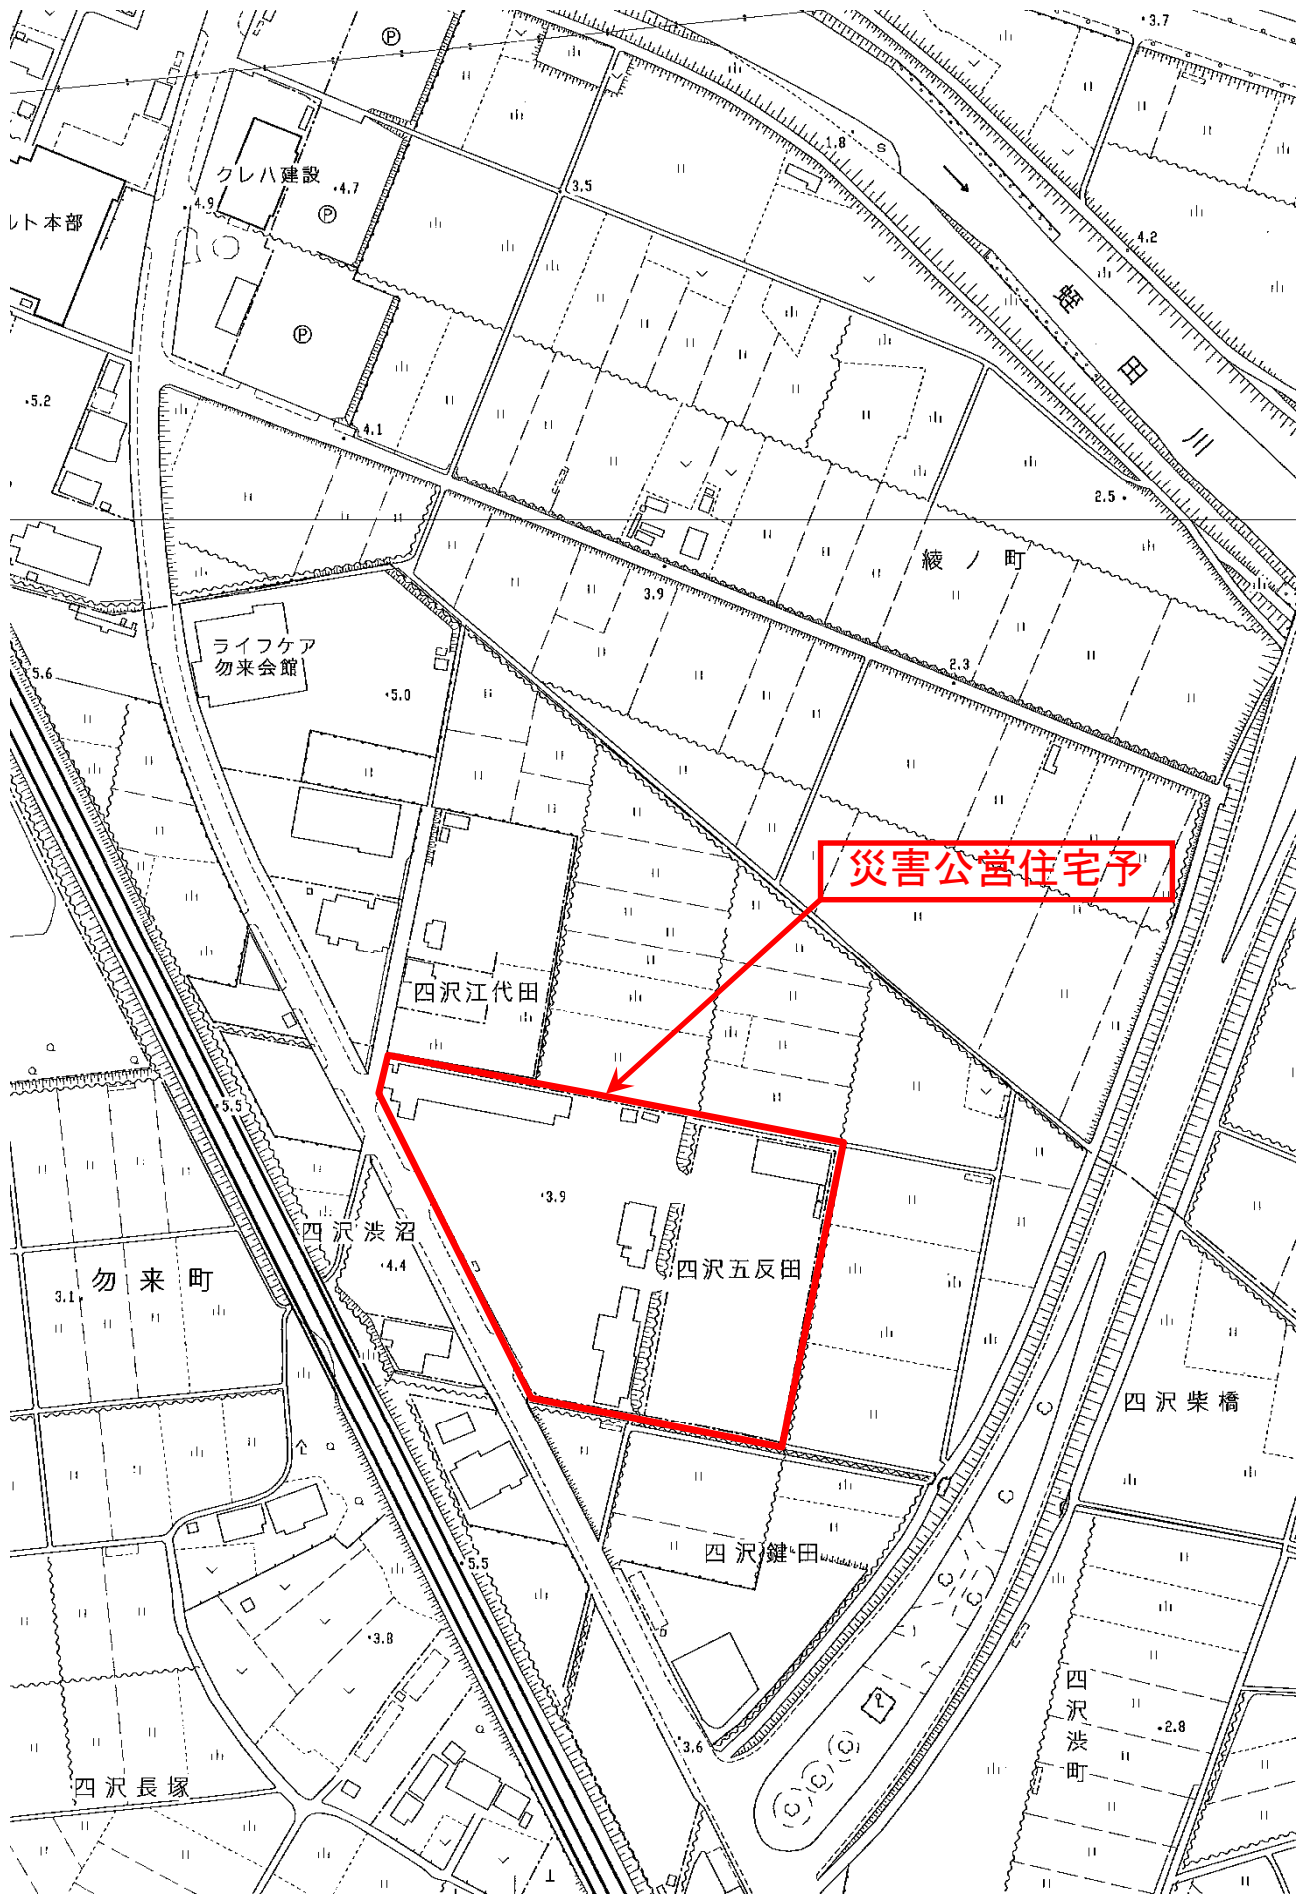 3.7
Ⓟ
1.8
S
クレハ建設
4.7
Ⓟ
3.5
4.9
ルト本部
4.2
蛭田川
Ⓟ
5.2
4.1
2.5
綾ノ町
3.9
ライフケア
勿来会館
5.6
5.0
2.3
災害公営住宅予
四沢江代田
5.5
3.9
四沢渋沼
4.4
四沢五反田
勿来町
3.1
四沢柴橋
四沢鍵田
5.5
3.8
四沢渋町
2.8
3.6
四沢長塚